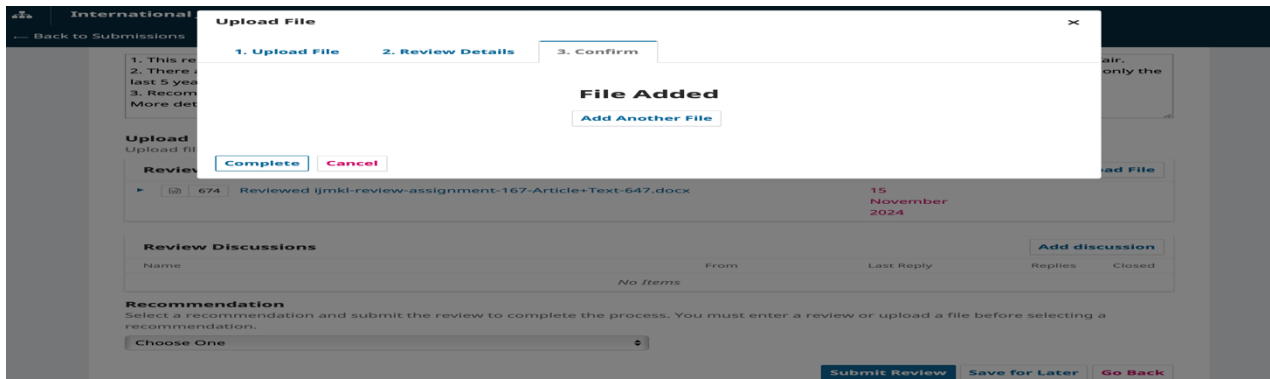 International
← Back to Submissions
Upload File
×
1. Upload File 2. Review Details 3. Confirm
File Added
Add Another File
Complete Cancel
1. This re
air.
2. There
only the
last 5 yea
3. Recom
More det
Upload
Upload fil
Review
ad File
674 Reviewed ijmkl-review-assignment-167-Article+Text-647.docx
15
November
2024
Review Discussions
Add discussion
Name From Last Reply Replies Closed
No Items
Recommendation
Select a recommendation and submit the review to complete the process. You must enter a review or upload a file before selecting a
recommendation.
Choose One
Submit Review Save for Later Go Back